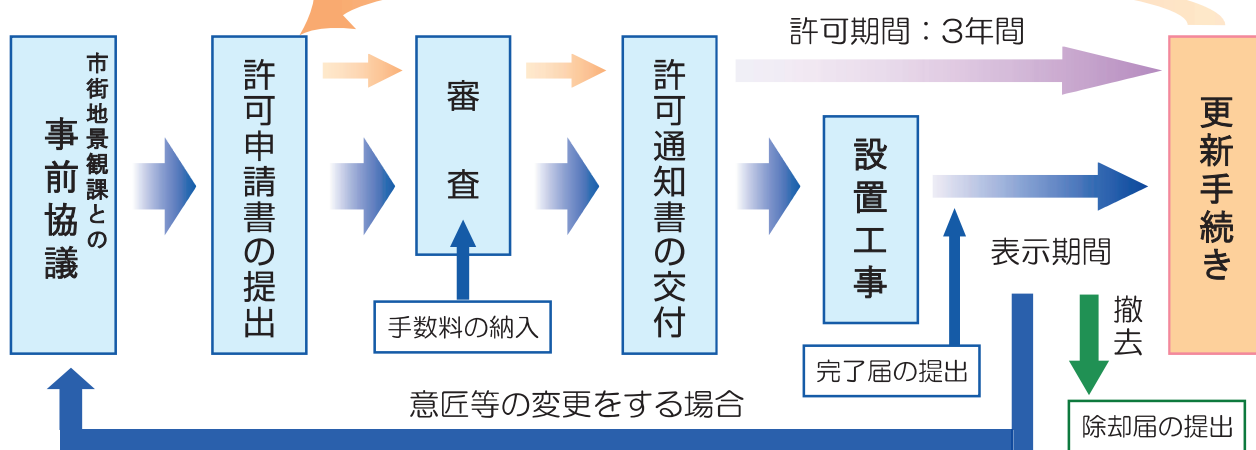 市街地景観課との
事前協議
許可申請書の提出
審査
手数料の納入
許可通知書の交付
許可期間：3年間
設置工事
完了届の提出
表示期間
撤去
除却届の提出
更新手続き
意匠等の変更をする場合